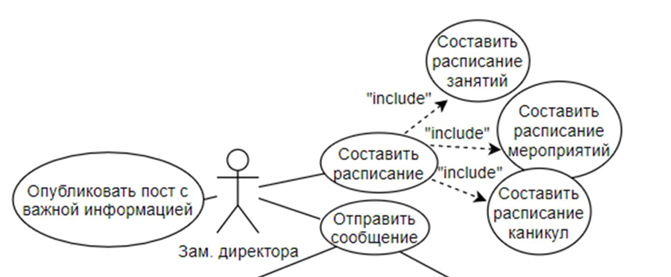 Составить
расписание
занятий
"include"
Составить
расписание
мероприятий
"include"
Составить
расписание
"include"
Составить
расписание
каникул
Опубликовать пост с
важной информацией
Отправить
сообщение
Зам. директора